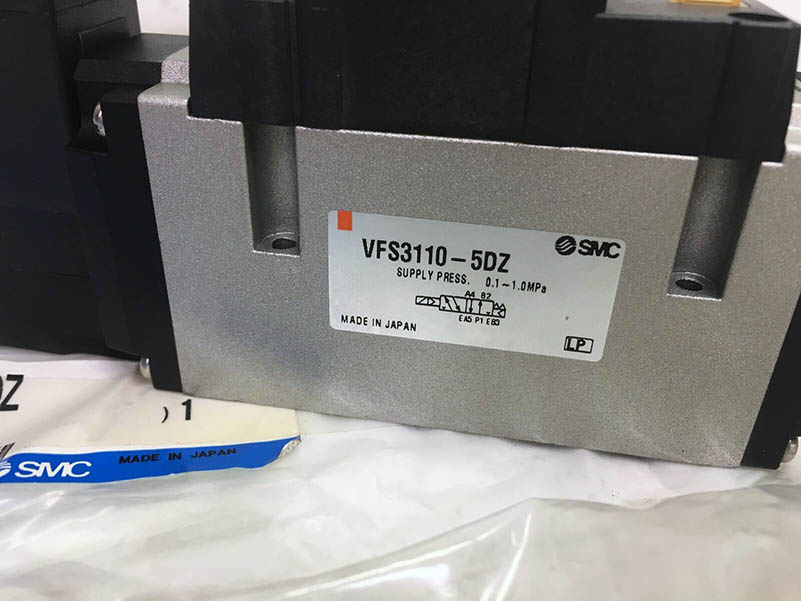 VFS3110-5DZ
SMC
SUPPLY PRESS. 0.1~1.0MPa
A4 B2
EA5 P1 EB3
MADE IN JAPAN
LP
DZ
) 1
SMC MADE IN JAPAN